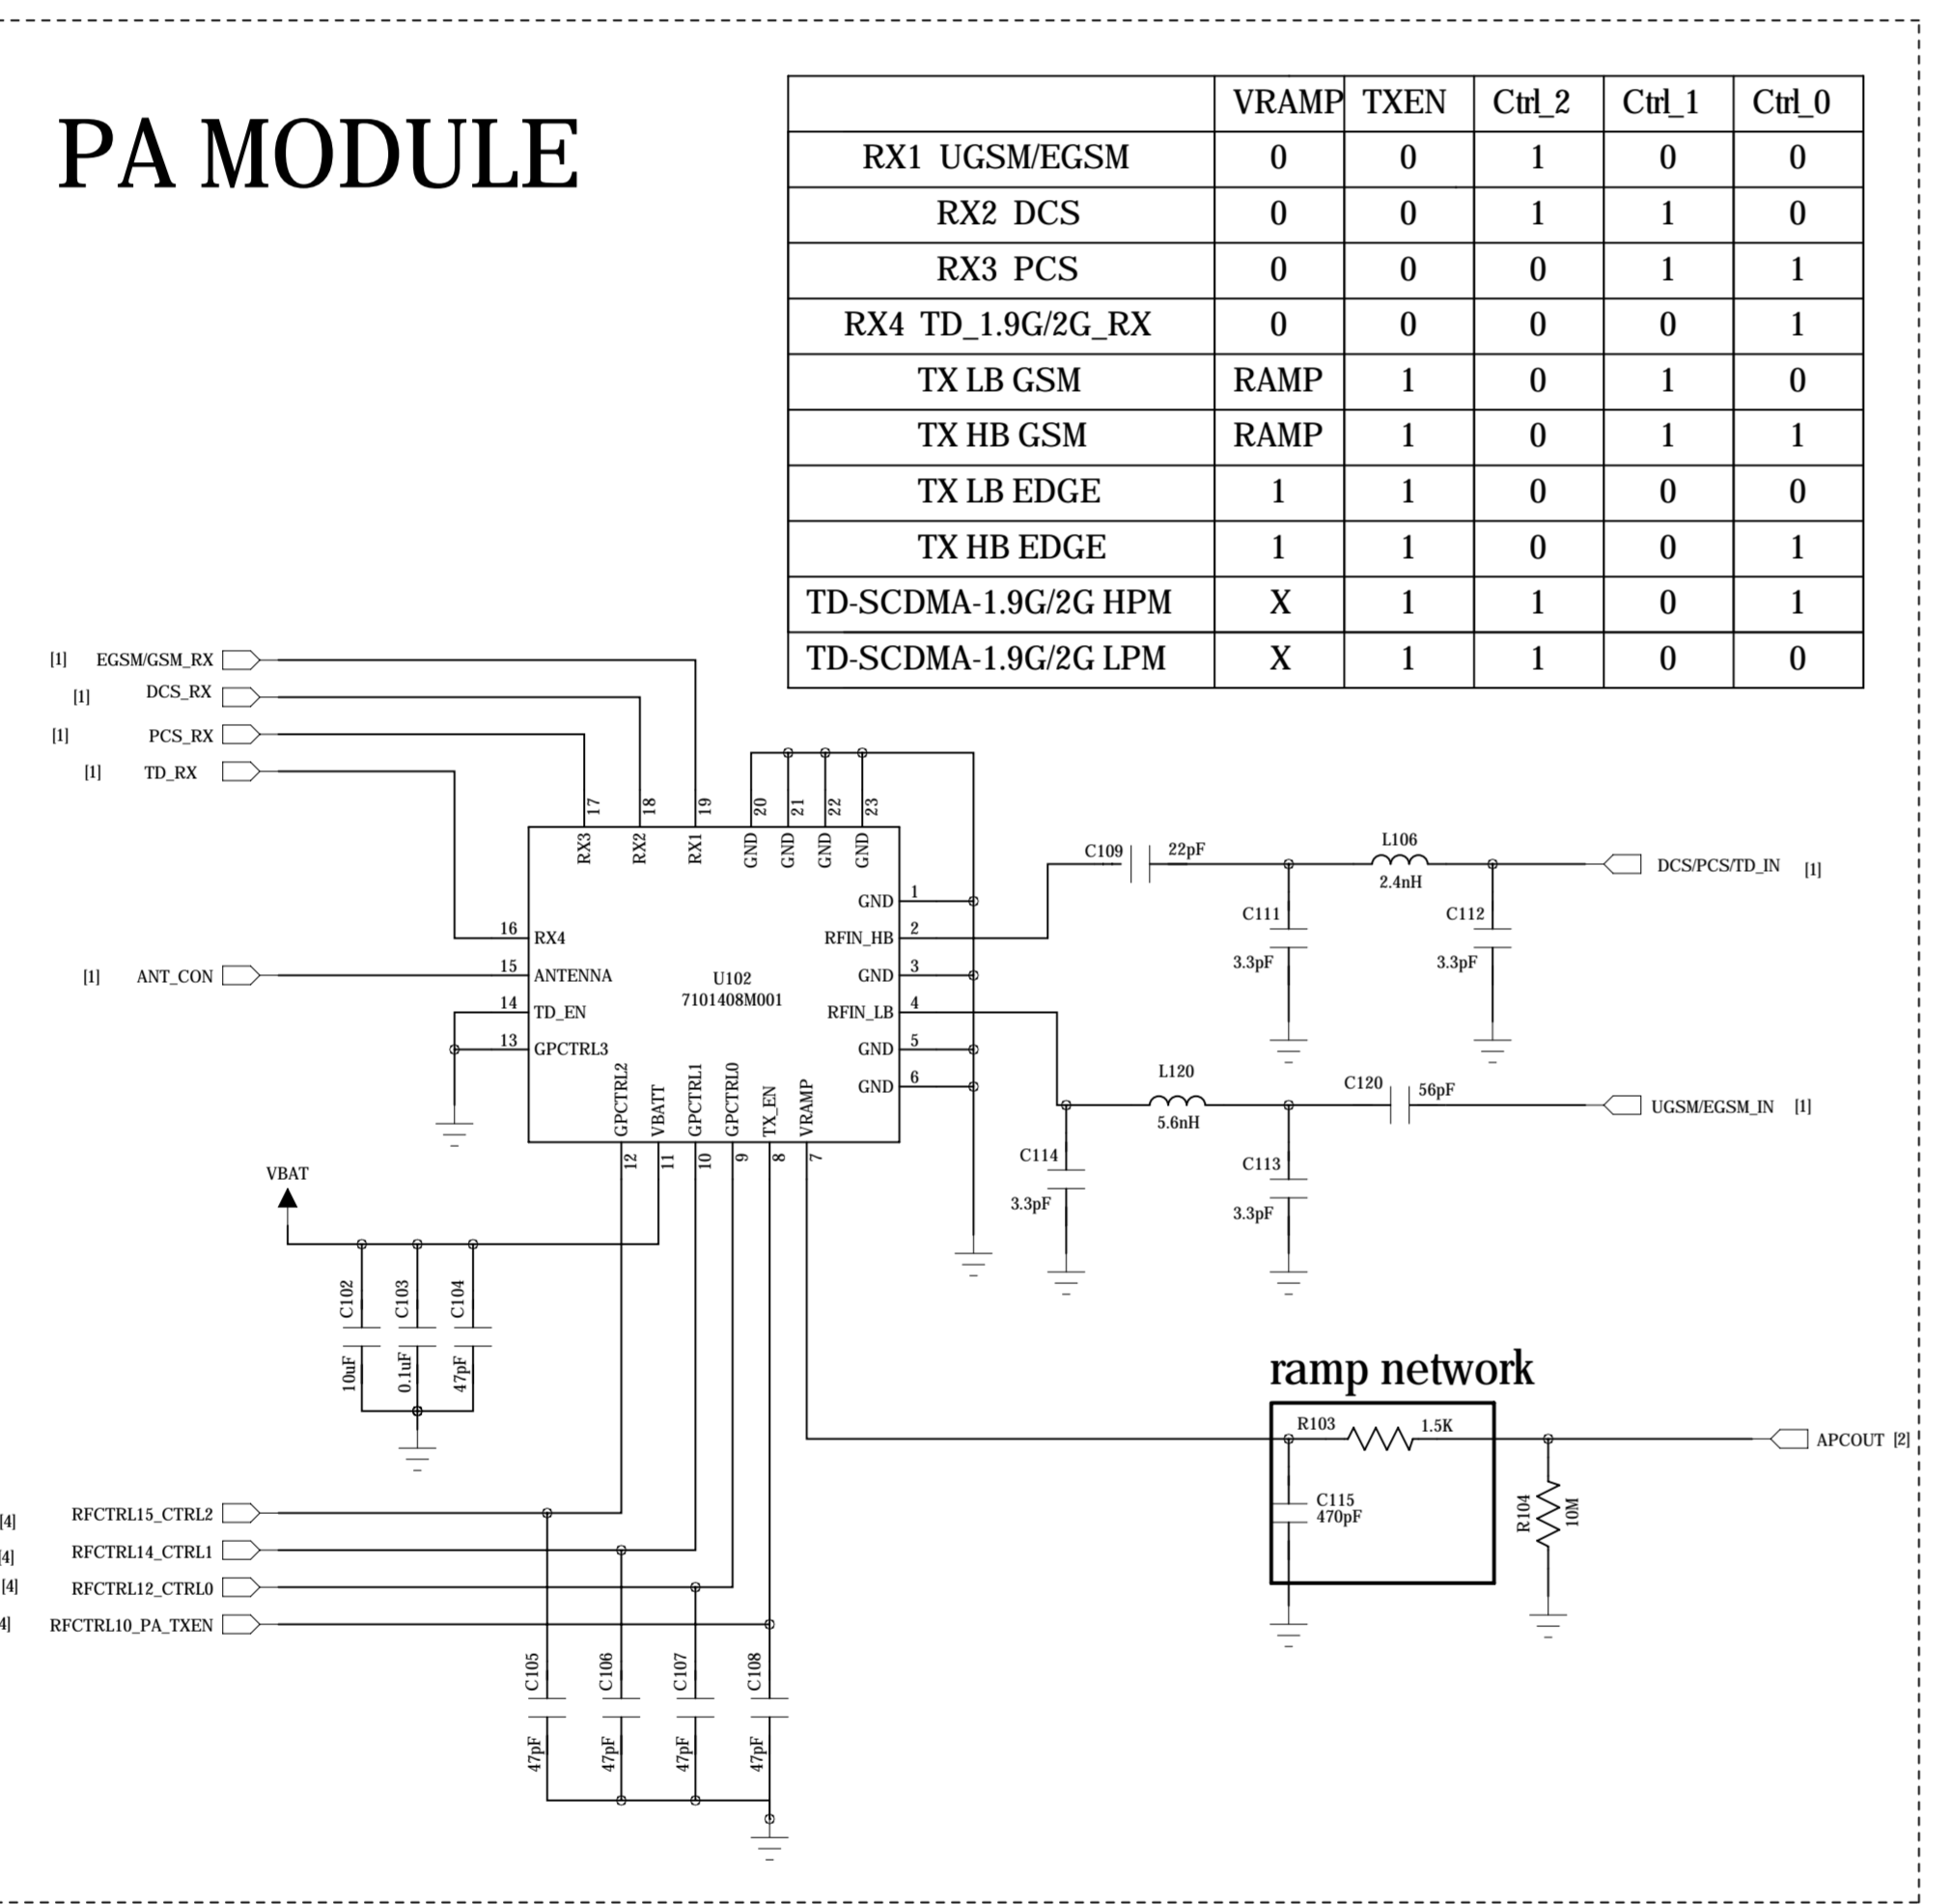 PA MODULE
VRAMP TXEN Ctrl_2 Ctrl_1 Ctrl_0
RX1 UGSM/EGSM 0 0 1 0 0
RX2 DCS 0 0 1 1 0
RX3 PCS 0 0 0 1 1
RX4 TD_1.9G/2G_RX 0 0 0 0 1
TX LB GSM RAMP 1 0 1 0
TX HB GSM RAMP 1 0 1 1
TX LB EDGE 1 1 0 0 0
TX HB EDGE 1 1 0 0 1
TD-SCDMA-1.9G/2G HPM X 1 1 0 1
TD-SCDMA-1.9G/2G LPM X 1 1 0 0
[1] EGSM/GSM_RX
[1] DCS_RX
[1] PCS_RX
[1] TD_RX
17 18 19 20 21 22 23
RX3 RX2 RX1 GND GND GND GND
GND 1
RFIN_HB 2
GND 3
RFIN_LB 4
GND 5
GND 6
16 RX4
[1] ANT_CON 15 ANTENNA
14 TD_EN
13 GPCTRL3
U102
7101408M001
GPCTRL2 VBATT GPCTRL1 GPCTRL0 TX_EN VRAMP
12 11 10 9 8 7
C109 22pF
L106
2.4nH
DCS/PCS/TD_IN [1]
C111
3.3pF
C112
3.3pF
L120
5.6nH
C120 56pF
UGSM/EGSM_IN [1]
C114
3.3pF
C113
3.3pF
VBAT
C102 C103 C104
10uF 0.1uF 47pF
ramp network
R103 1.5K
APCOUT [2]
C115
470pF
R104 10M
[4] RFCTRL15_CTRL2
4] RFCTRL14_CTRL1
[4] RFCTRL12_CTRL0
4] RFCTRL10_PA_TXEN
C105 C106 C107 C108
47pF 47pF 47pF 47pF